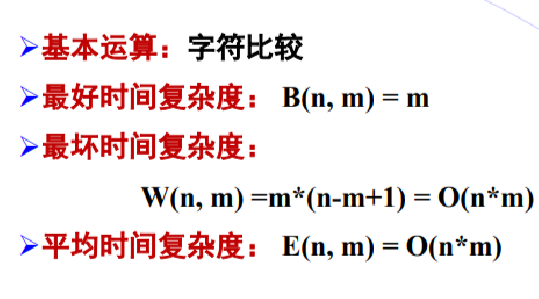 ➢基本运算：字符比较
➢最好时间复杂度： B(n, m) = m
➢最坏时间复杂度：
W(n, m) =m*(n-m+1) = O(n*m)
➢平均时间复杂度： E(n, m) = O(n*m)